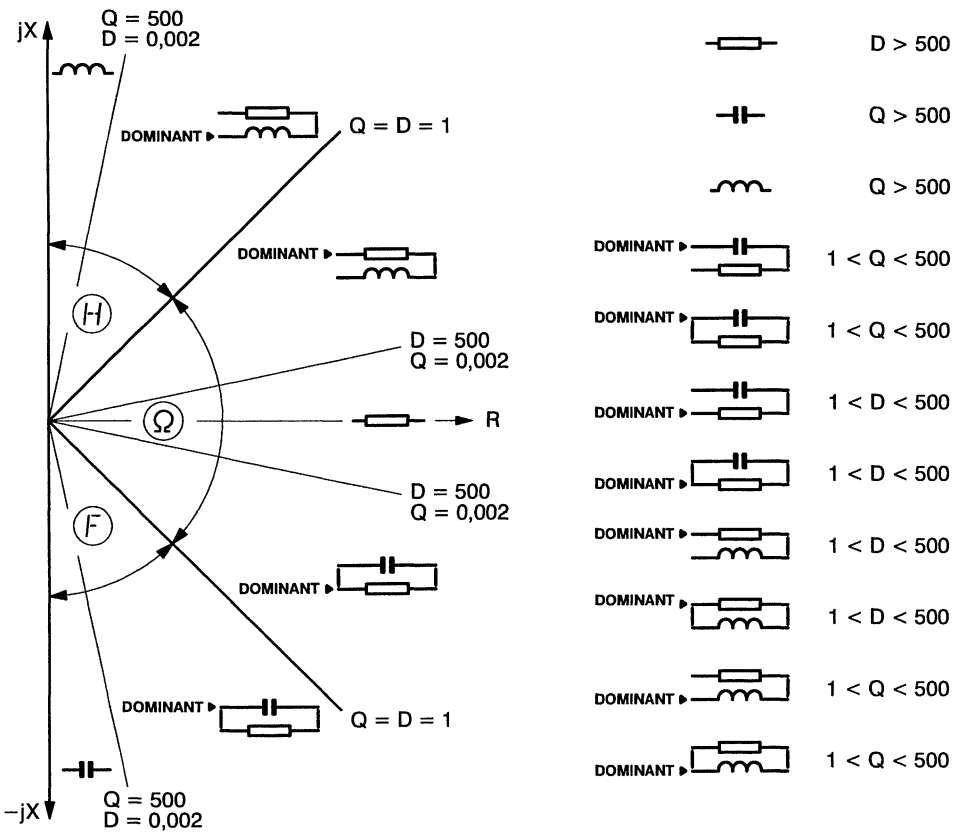 jX
Q = 500
D = 0,002
DOMINANT
Q = D = 1
DOMINANT
H
D = 500
Q = 0,002
Ω
R
D = 500
Q = 0,002
F
DOMINANT
DOMINANT
Q = D = 1
-jX
Q = 500
D = 0,002
D > 500
Q > 500
Q > 500
DOMINANT 1 < Q < 500
DOMINANT 1 < Q < 500
DOMINANT 1 < D < 500
DOMINANT 1 < D < 500
DOMINANT 1 < D < 500
DOMINANT 1 < D < 500
DOMINANT 1 < Q < 500
DOMINANT 1 < Q < 500